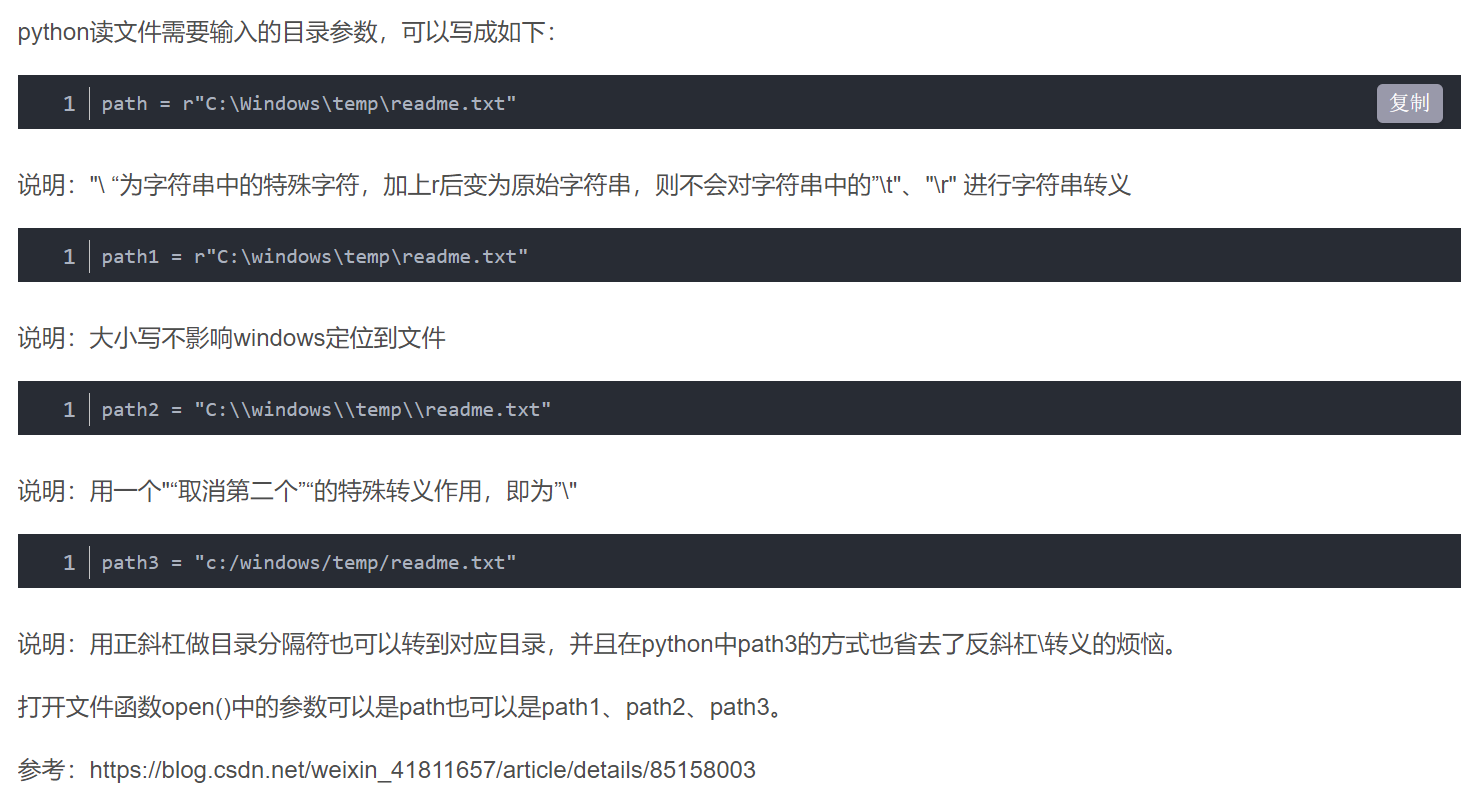 python读文件需要输入的目录参数，可以写成如下：
1 path = r"C:\Windows\temp\readme.txt"
复制
说明："\ “为字符串中的特殊字符，加上r后变为原始字符串，则不会对字符串中的”\t"、"\r" 进行字符串转义
1 path1 = r"C:\windows\temp\readme.txt"
说明：大小写不影响windows定位到文件
1 path2 = "C:\\windows\\temp\\readme.txt"
说明：用一个"“取消第二个”“的特殊转义作用，即为”\"
1 path3 = "c:/windows/temp/readme.txt"
说明：用正斜杠做目录分隔符也可以转到对应目录，并且在python中path3的方式也省去了反斜杠\转义的烦恼。
打开文件函数open()中的参数可以是path也可以是path1、path2、path3。
参考：https://blog.csdn.net/weixin_41811657/article/details/85158003